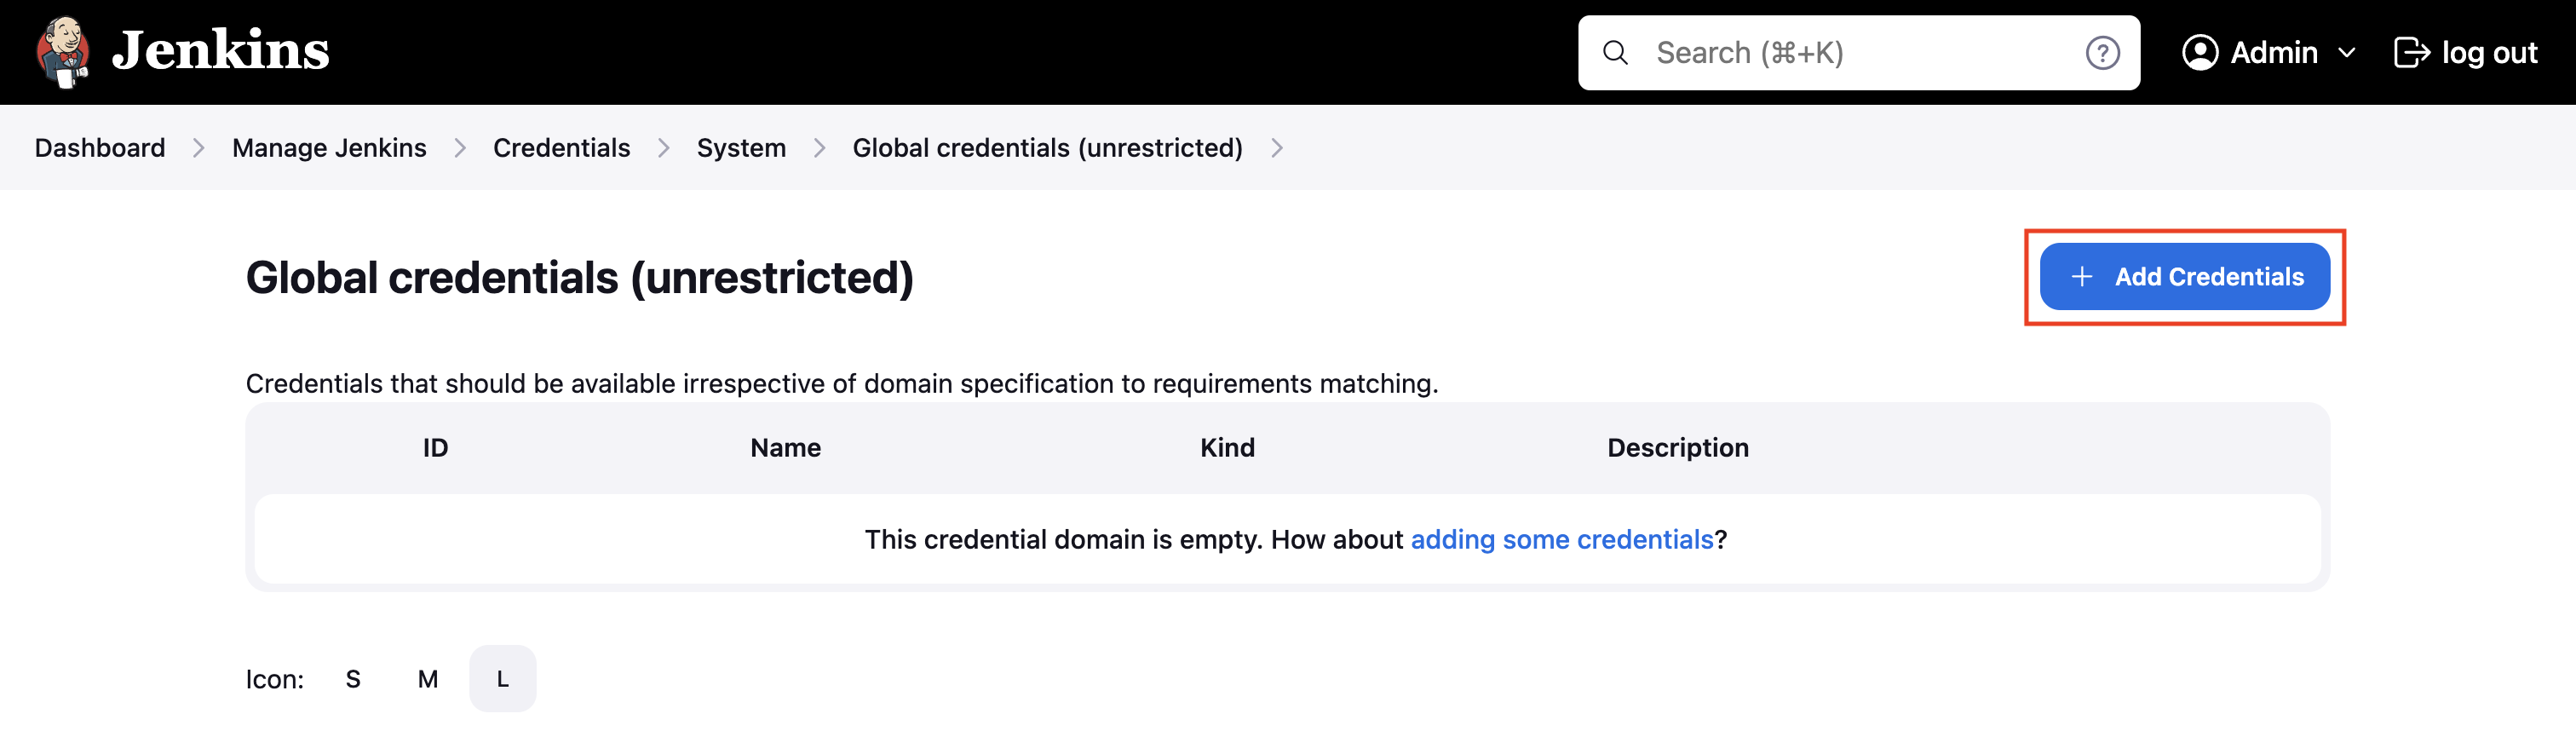 Jenkins
Search (⌘+K)
Admin
log out
Dashboard
Manage Jenkins
Credentials
System
Global credentials (unrestricted)
Global credentials (unrestricted)
+ Add Credentials
Credentials that should be available irrespective of domain specification to requirements matching.
ID Name Kind Description
This credential domain is empty. How about adding some credentials?
Icon: S M L